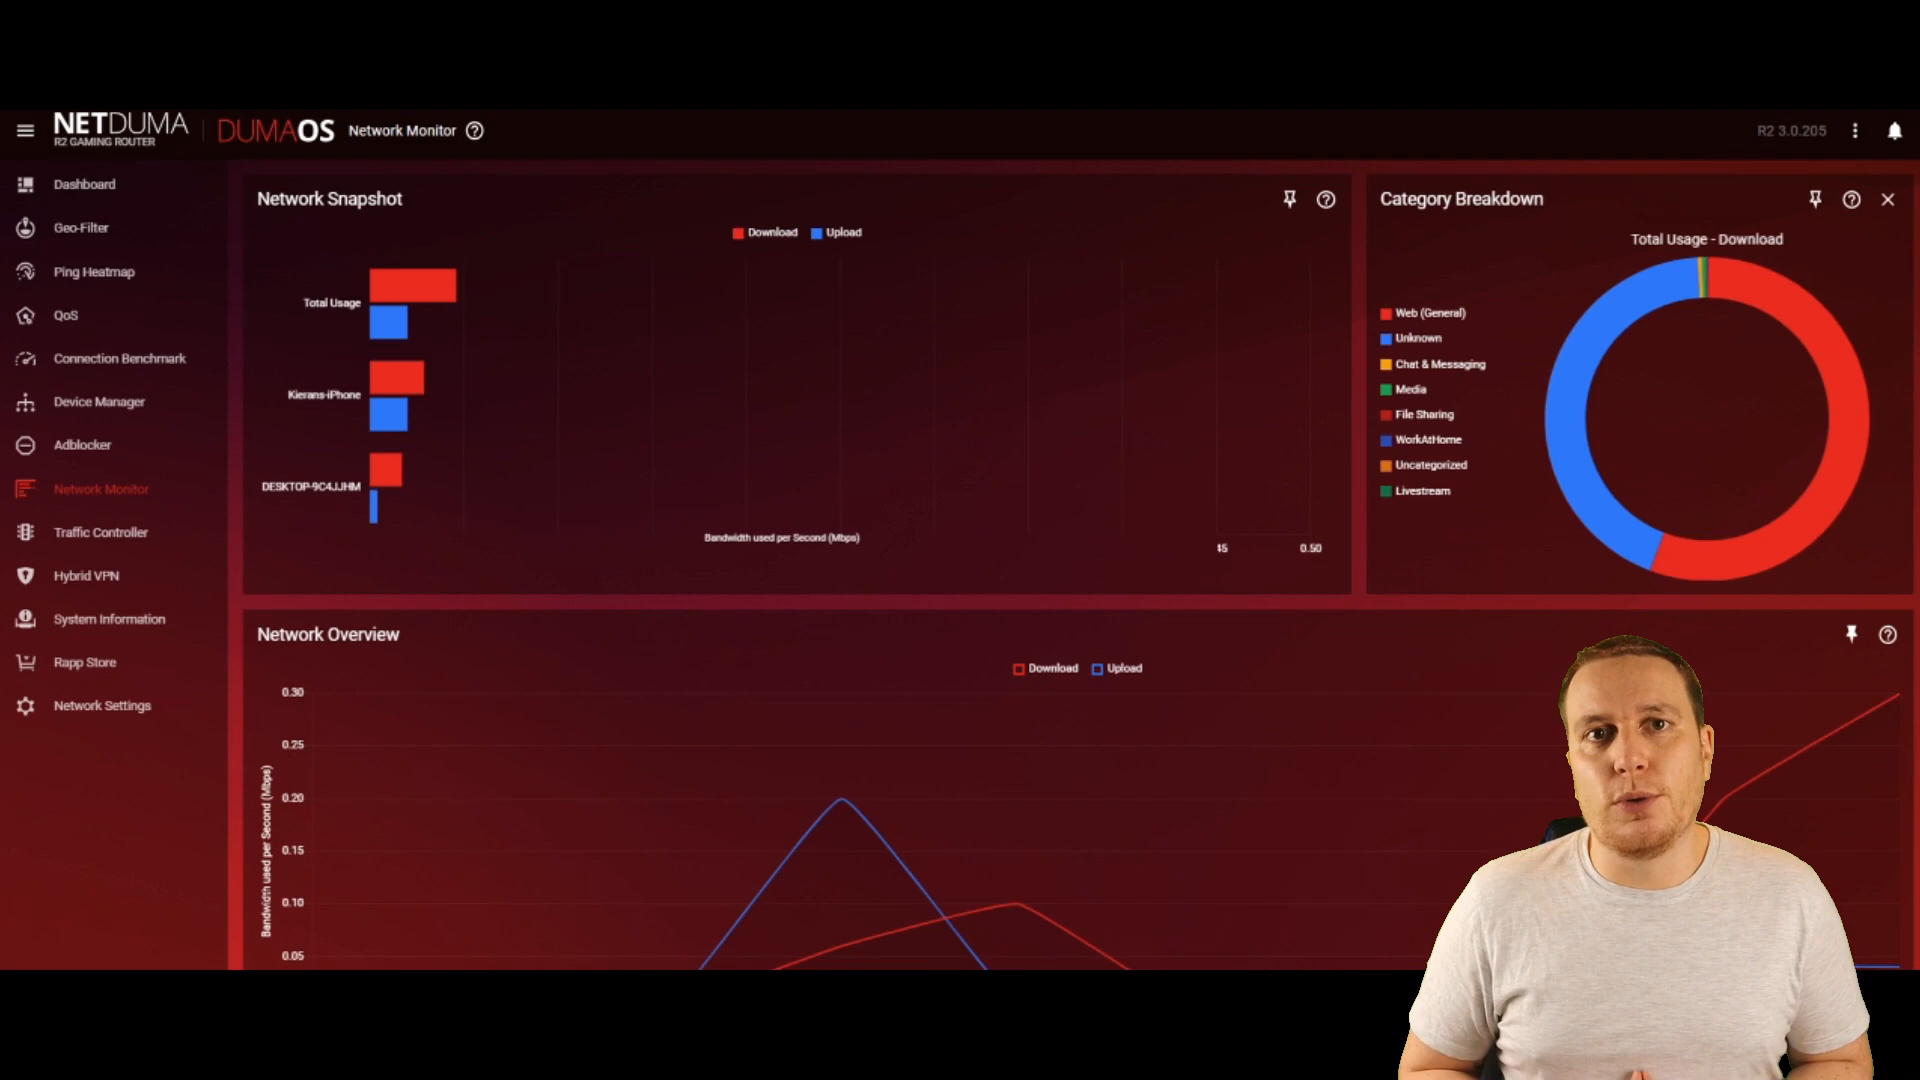 NETDUMA
R2 GAMING ROUTER
DUMAOS
Network Monitor
R2 3.0.205
Dashboard
Geo-Filter
Ping Heatmap
QoS
Connection Benchmark
Device Manager
Adblocker
Network Monitor
Traffic Controller
Hybrid VPN
System Information
Rapp Store
Network Settings
Network Snapshot
Download
Upload
Total Usage
Kierans-iPhone
DESKTOP-9C4JJHM
Bandwidth used per Second (Mbps)
45
0.50
Category Breakdown
Total Usage - Download
Web (General)
Unknown
Chat & Messaging
Media
File Sharing
WorkAtHome
Uncategorized
Livestream
Network Overview
Download
Upload
0.30
0.25
0.20
0.15
0.10
0.05
Bandwidth used per Second (Mbps)